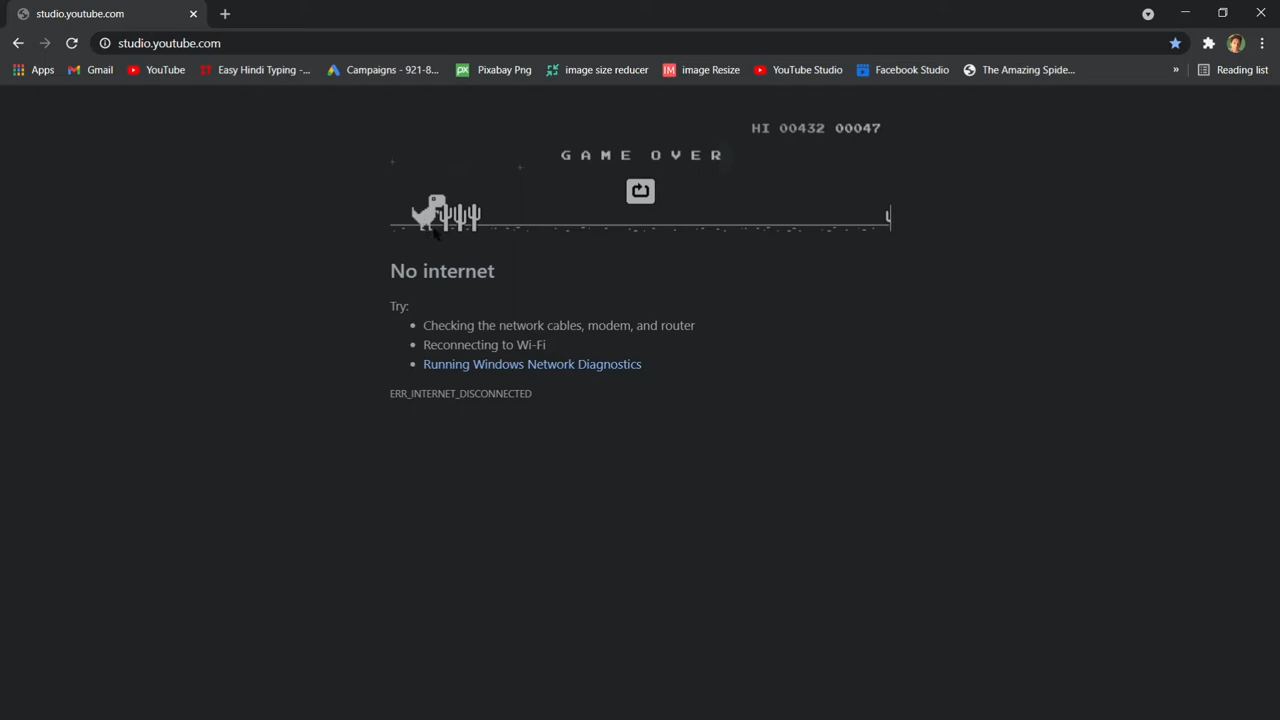 studio.youtube.com
studio.youtube.com
Apps Gmail YouTube Easy Hindi Typing -... Campaigns - 921-8... Pixabay Png image size reducer IM image Resize YouTube Studio Facebook Studio The Amazing Spide... » Reading list
HI 00432 00047
GAME OVER
No internet
Try:
• Checking the network cables, modem, and router
• Reconnecting to Wi-Fi
• Running Windows Network Diagnostics
ERR_INTERNET_DISCONNECTED